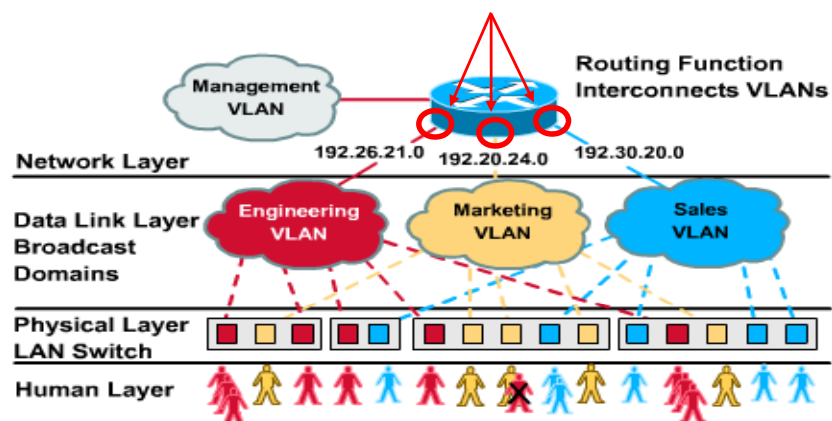 Management
VLAN
Routing Function
Interconnects VLANs
192.26.21.0
192.20.24.0
192.30.20.0
Network Layer
Engineering
VLAN
Marketing
VLAN
Sales
VLAN
Data Link Layer
Broadcast
Domains
Physical Layer
LAN Switch
Human Layer